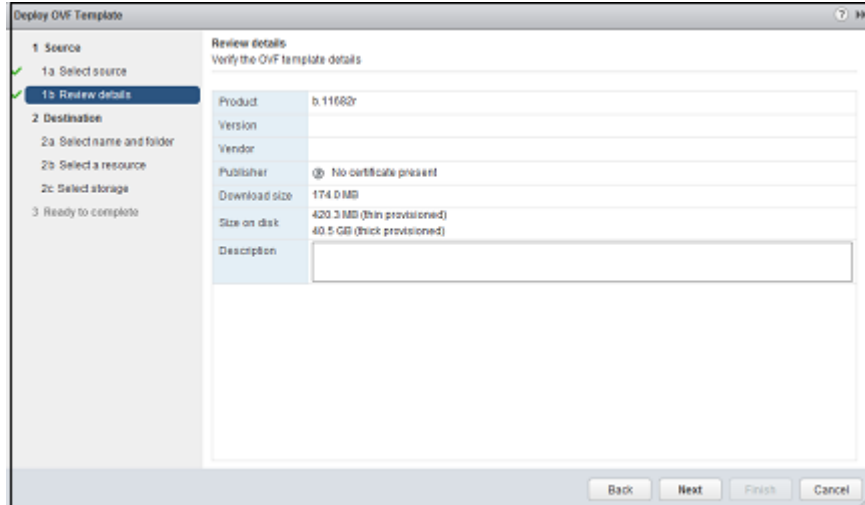 Deploy OVF Template
1 Source
1a Select source
1b Review details
2 Destination
2a Select name and folder
2b Select a resource
2c Select storage
3 Ready to complete
Review details
Verify the OVF template details
Product b.11682r
Version
Vendor
Publisher No certificate present
Download size 174.0 MB
Size on disk 420.3 MB (thin provisioned)
40.5 GB (thick provisioned)
Description
Back Next Finish Cancel